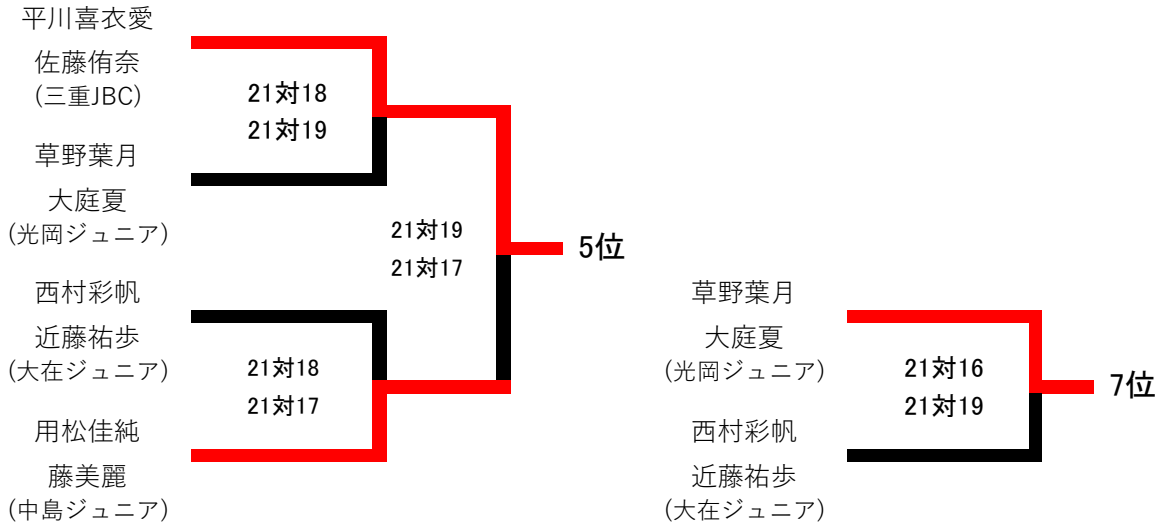 平川喜衣愛
佐藤侑奈
(三重JBC)
21対18
21対19
草野葉月
大庭夏
(光岡ジュニア)
21対19
21対17
5位
西村彩帆
近藤祐歩
(大在ジュニア)
21対18
21対17
用松佳純
藤美麗
(中島ジュニア)
草野葉月
大庭夏
(光岡ジュニア)
21対16
21対19
7位
西村彩帆
近藤祐歩
(大在ジュニア)